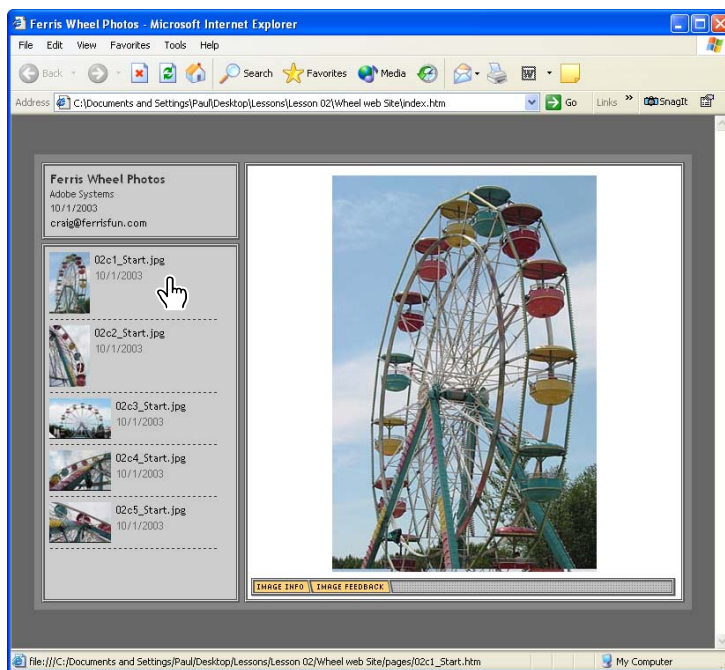 Ferris Wheel Photos - Microsoft Internet Explorer
File Edit View Favorites Tools Help
Back Search Favorites Media
Address C:\Documents and Settings\Paul\Desktop\Lessons\Lesson 02\Wheel web Site\index.htm Go Links » SnagIt
Ferris Wheel Photos
Adobe Systems
10/1/2003
craig@ferrisfun.com
02c1_Start.jpg
10/1/2003
02c2_Start.jpg
10/1/2003
02c3_Start.jpg
10/1/2003
02c4_Start.jpg
10/1/2003
02c5_Start.jpg
10/1/2003
IMAGE INFO IMAGE FEEDBACK
file:///C:/Documents and Settings/Paul/Desktop/Lessons/Lesson 02/Wheel web Site/pages/02c1_Start.htm My Computer